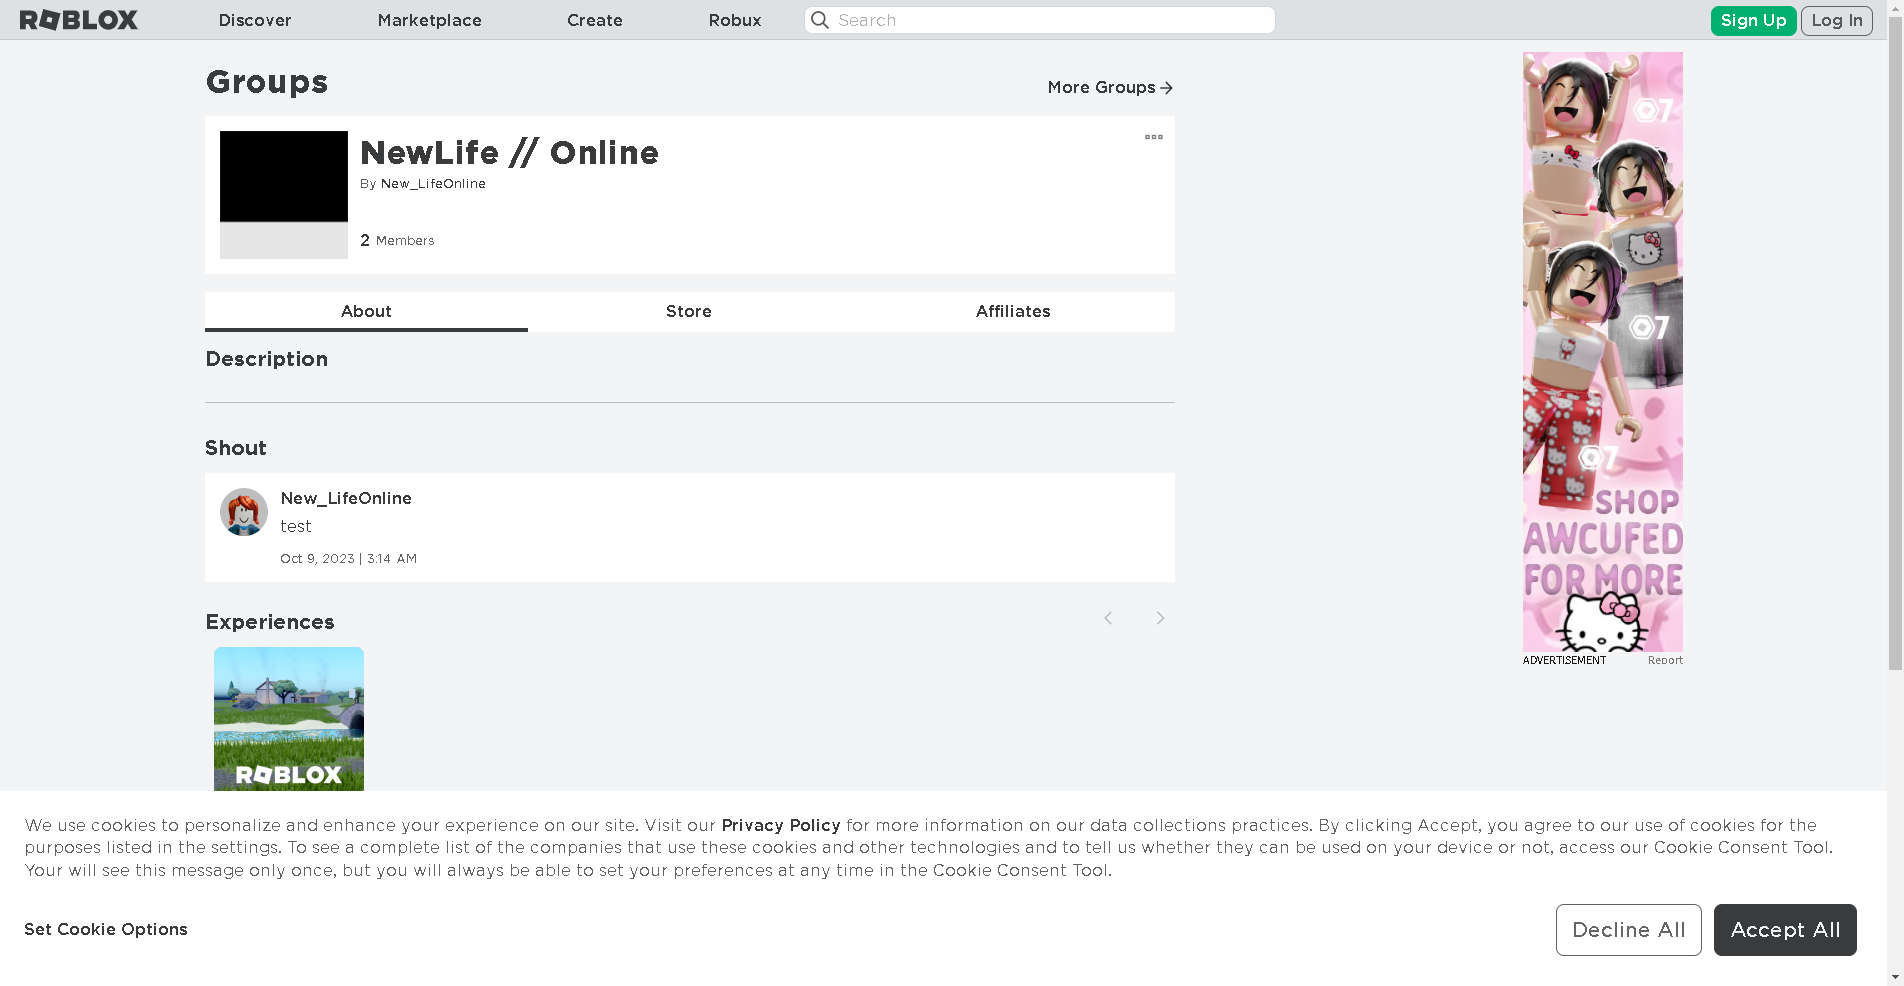 ROBLOX
Discover
Marketplace
Create
Robux
Search
Sign Up
Log In
Groups
More Groups
NewLife // Online
By New_LifeOnline
2 Members
About
Store
Affiliates
Description
Shout
New_LifeOnline
test
Oct 9, 2023 | 3:14 AM
Experiences
ROBLOX
7
7
7
SHOP
AWCUFED
FOR MORE
ADVERTISEMENT
Report
We use cookies to personalize and enhance your experience on our site. Visit our Privacy Policy for more information on our data collections practices. By clicking Accept, you agree to our use of cookies for the
purposes listed in the settings. To see a complete list of the companies that use these cookies and other technologies and to tell us whether they can be used on your device or not, access our Cookie Consent Tool.
Your will see this message only once, but you will always be able to set your preferences at any time in the Cookie Consent Tool.
Set Cookie Options
Decline All
Accept All